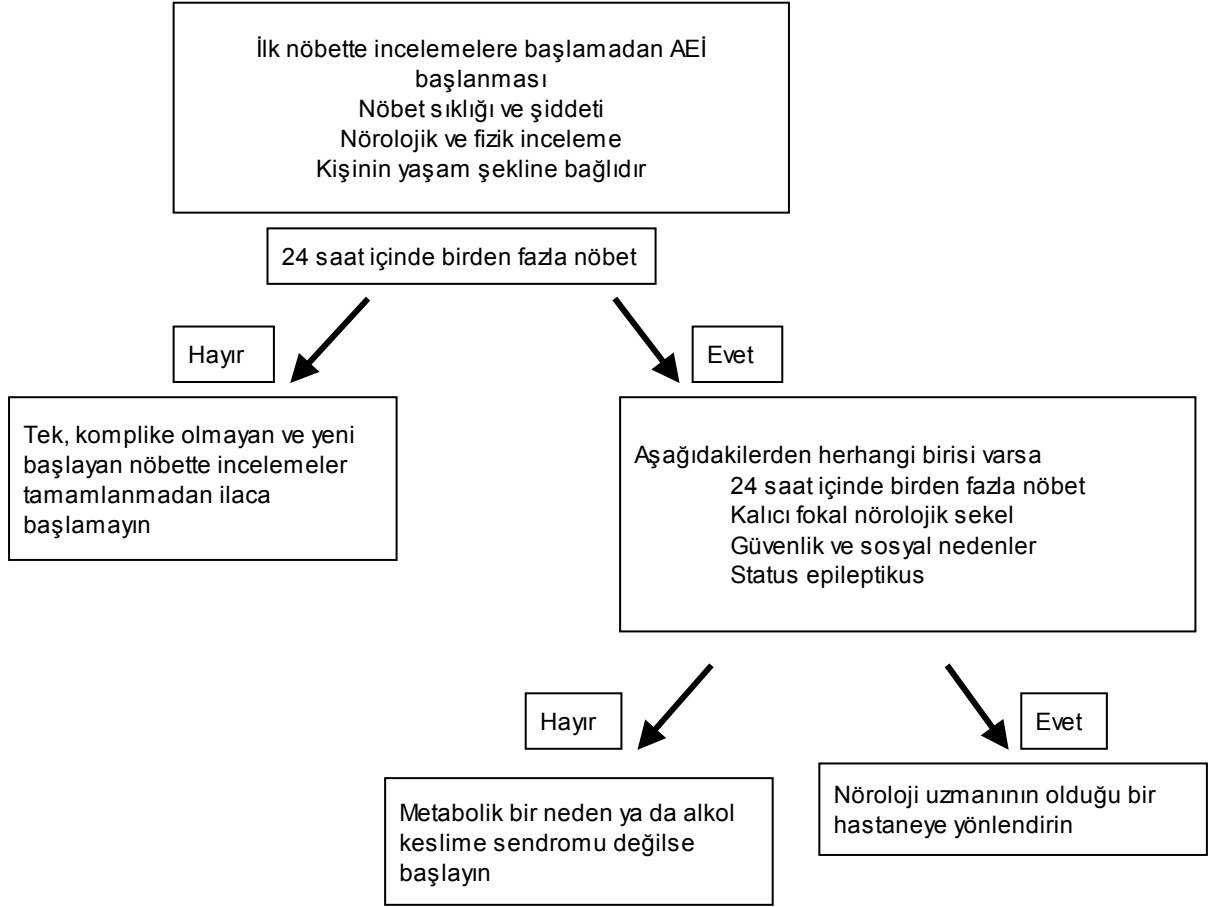 İlk nöbette incelemelere başlamadan AEİ
başlanması
Nöbet sıklığı ve şiddeti
Nörolojik ve fizik inceleme
Kişinin yaşam şekline bağlıdır
24 saat içinde birden fazla nöbet
Hayır
Evet
Tek, komplike olmayan ve yeni
başlayan nöbette incelemeler
tamamlanmadan ilaca
başlamayın
Aşağıdakilerden herhangi birisi varsa
24 saat içinde birden fazla nöbet
Kalıcı fokal nörolojik sekel
Güvenlik ve sosyal nedenler
Status epileptikus
Hayır
Evet
Metabolik bir neden ya da alkol
keslime sendromu değilse
başlayın
Nöroloji uzmanının olduğu bir
hastaneye yönlendirin